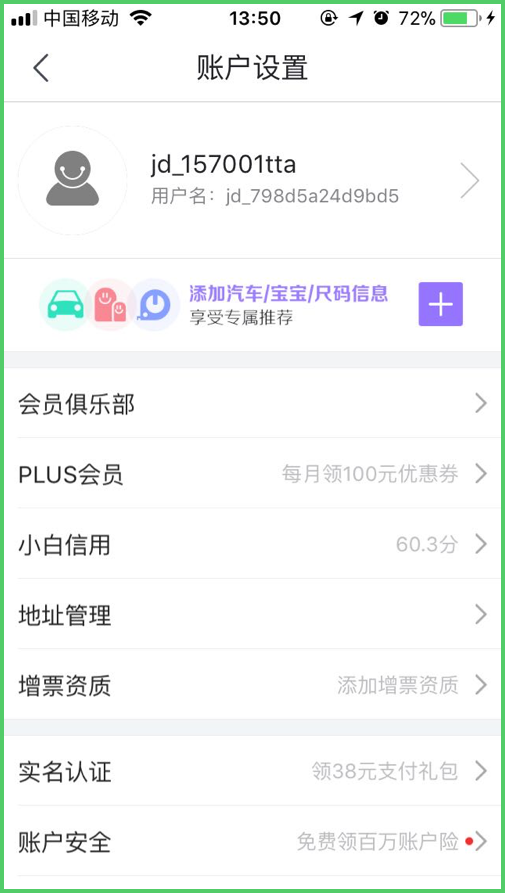 中国移动 13:50 72%
账户设置
jd_157001tta
用户名：jd_798d5a24d9bd5
添加汽车/宝宝/尺码信息
享受专属推荐
会员俱乐部
PLUS会员 每月领100元优惠券
小白信用 60.3分
地址管理
增票资质 添加增票资质
实名认证 领38元支付礼包
账户安全 免费领百万账户险